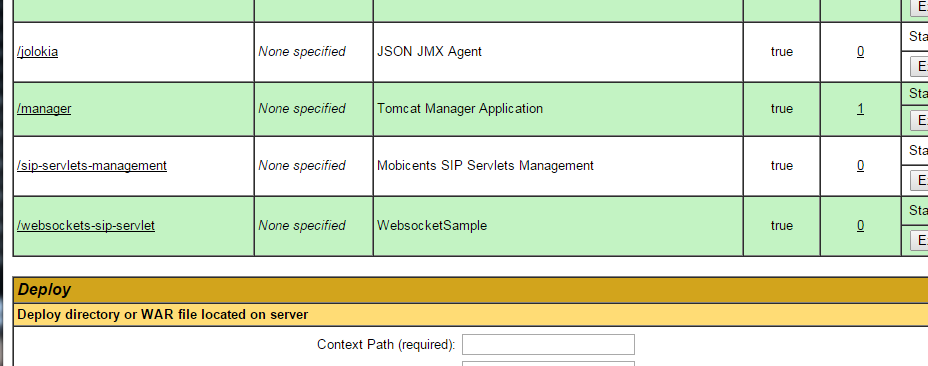 E
/jolokia None specified JSON JMX Agent true 0 Sta
E
/manager None specified Tomcat Manager Application true 1 Sta
E
/sip-servlets-management None specified Mobicents SIP Servlets Management true 0 Sta
E
/websockets-sip-servlet None specified WebsocketSample true 0 Sta
E
Deploy
Deploy directory or WAR file located on server
Context Path (required):